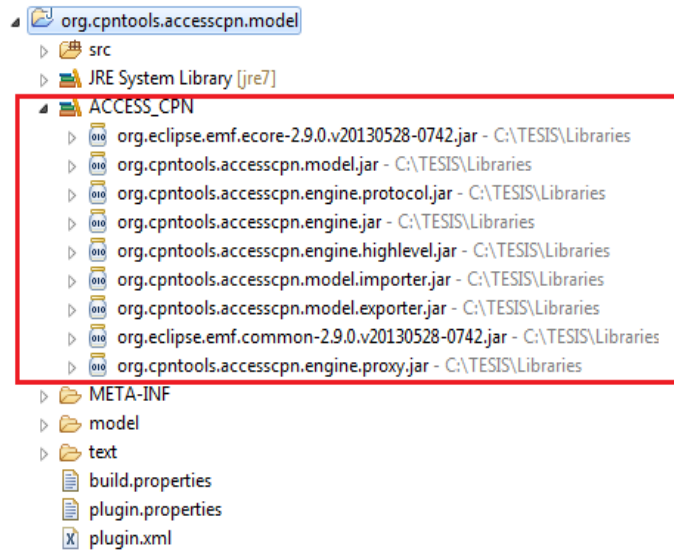 org.cpntools.accesscpn.model
src
JRE System Library [jre7]
ACCESS_CPN
org.eclipse.emf.ecore-2.9.0.v20130528-0742.jar - C:\TESIS\Libraries
org.cpntools.accesscpn.model.jar - C:\TESIS\Libraries
org.cpntools.accesscpn.engine.protocol.jar - C:\TESIS\Libraries
org.cpntools.accesscpn.engine.jar - C:\TESIS\Libraries
org.cpntools.accesscpn.engine.highlevel.jar - C:\TESIS\Libraries
org.cpntools.accesscpn.model.importer.jar - C:\TESIS\Libraries
org.cpntools.accesscpn.model.exporter.jar - C:\TESIS\Libraries
org.eclipse.emf.common-2.9.0.v20130528-0742.jar - C:\TESIS\Libraries
org.cpntools.accesscpn.engine.proxy.jar - C:\TESIS\Libraries
META-INF
model
text
build.properties
plugin.properties
plugin.xml